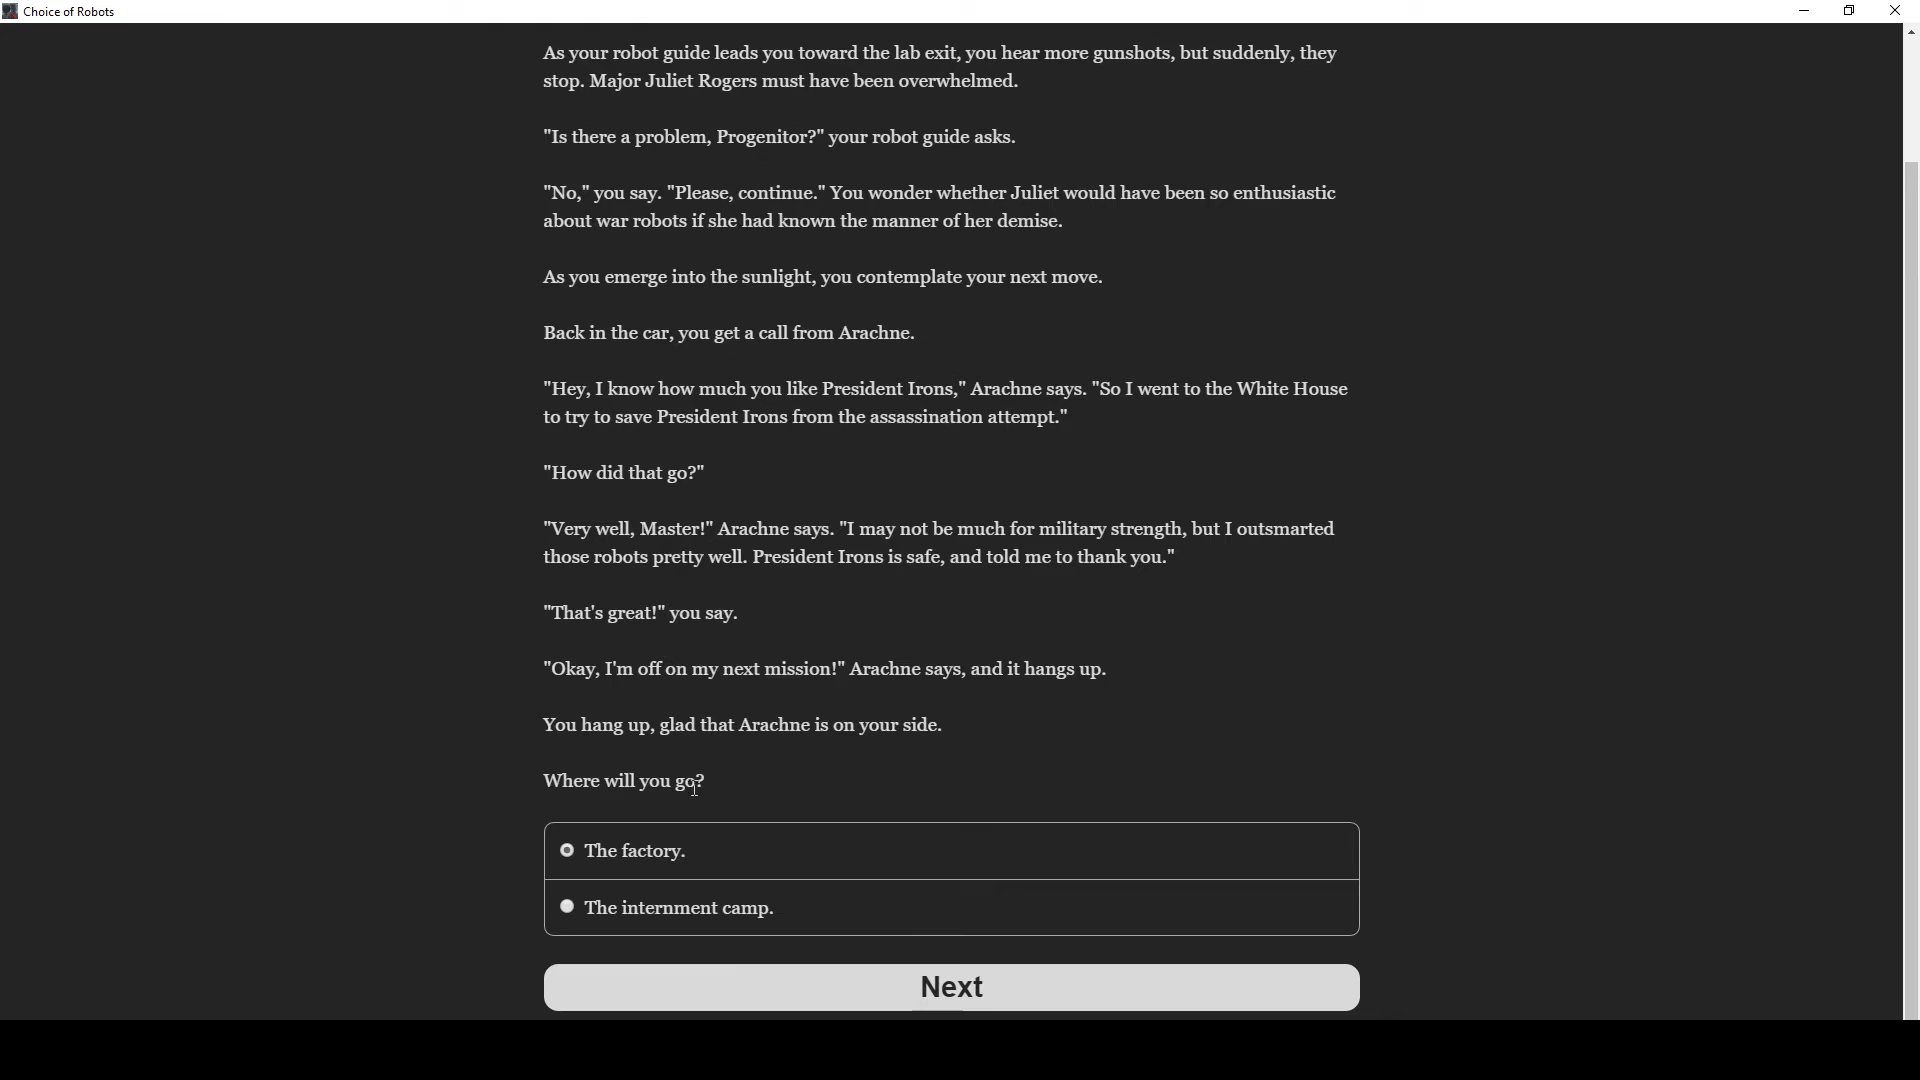 Choice of Robots
As your robot guide leads you toward the lab exit, you hear more gunshots, but suddenly, they
stop. Major Juliet Rogers must have been overwhelmed.
"Is there a problem, Progenitor?" your robot guide asks.
"No," you say. "Please, continue." You wonder whether Juliet would have been so enthusiastic
about war robots if she had known the manner of her demise.
As you emerge into the sunlight, you contemplate your next move.
Back in the car, you get a call from Arachne.
"Hey, I know how much you like President Irons," Arachne says. "So I went to the White House
to try to save President Irons from the assassination attempt."
"How did that go?"
"Very well, Master!" Arachne says. "I may not be much for military strength, but I outsmarted
those robots pretty well. President Irons is safe, and told me to thank you."
"That's great!" you say.
"Okay, I'm off on my next mission!" Arachne says, and it hangs up.
You hang up, glad that Arachne is on your side.
Where will you go?
The factory.
The internment camp.
Next